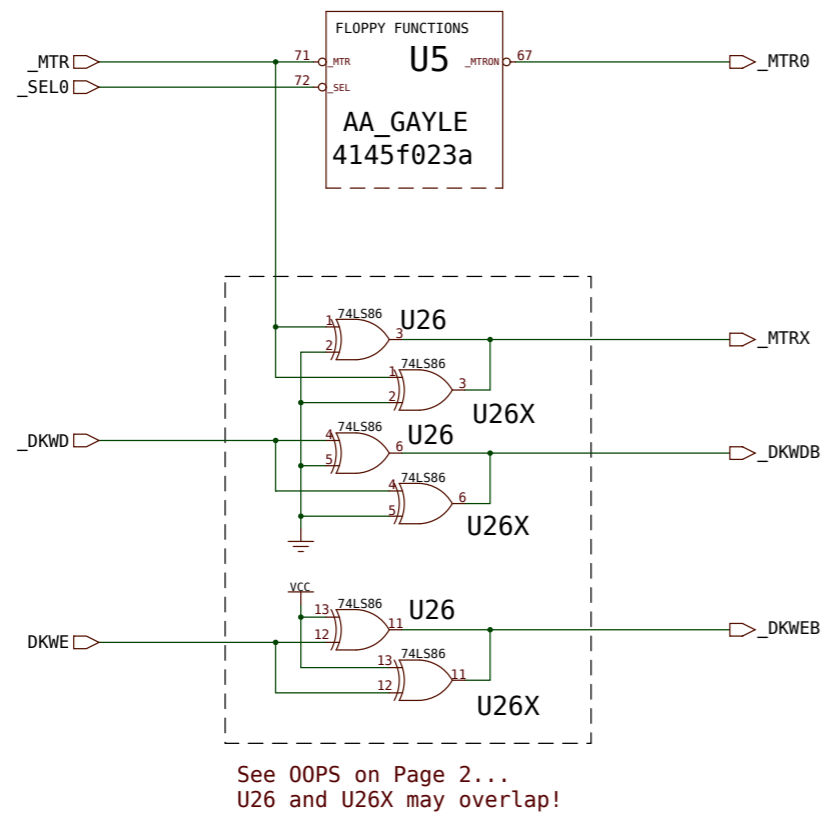 FLOPPY FUNCTIONS
_MTR 71 _MTR U5 _MTRON 67 _MTR0
_SEL0 72 _SEL
AA_GAYLE
4145f023a
74LS86 U26
1 3 _MTRX
2
74LS86
1 3
2 U26X
74LS86 U26
_DKWD 4 6 _DKWDB
5
74LS86
4 6
5 U26X
VCC
74LS86 U26
13 11 _DKWEB
DKWE 12
74LS86
13 11
12 U26X
See OOPS on Page 2...
U26 and U26X may overlap!